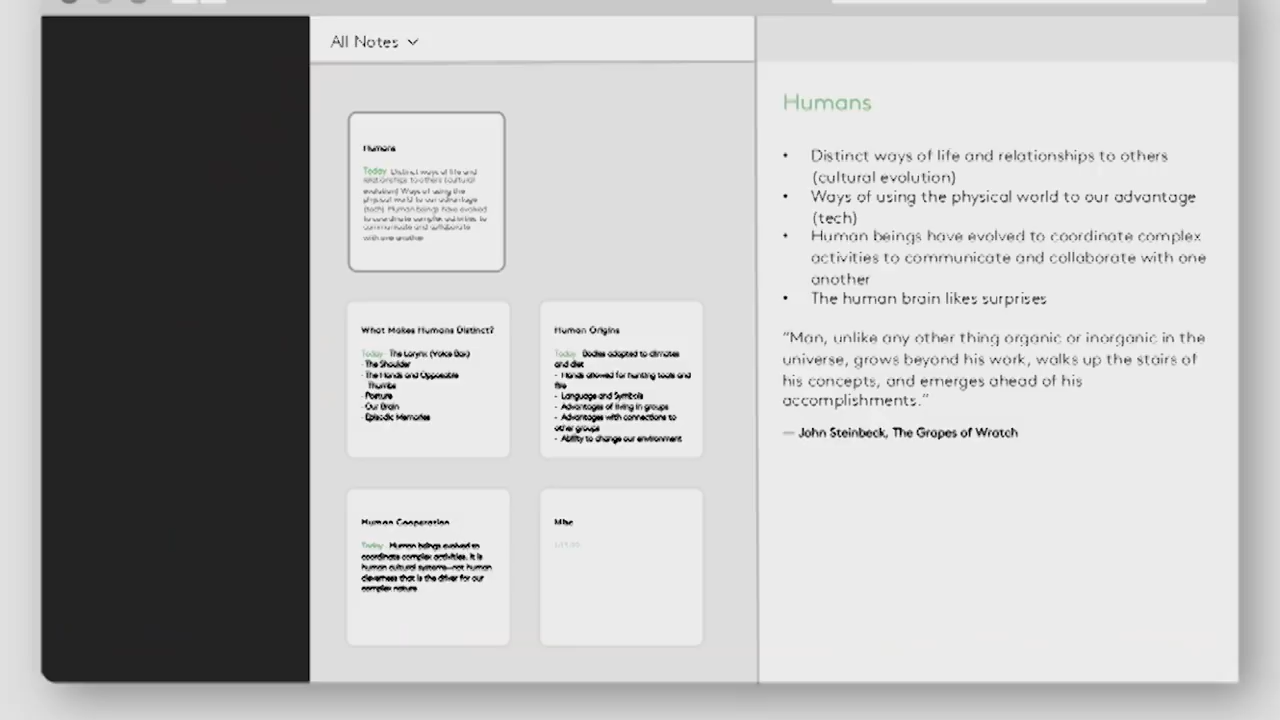 All Notes
Humans
Today Distinct ways of life and
relationships to others (cultural
evolution) Ways of using the
physical world to our advantage
(tech) Human beings have evolved
to coordinate complex activities to
communicate and collaborate
with one another
What Makes Humans Distinct?
Today The Larynx (Voice Box)
- The Shoulder
- The Hands and Opposable
Thumbs
- Posture
- Our Brain
- Episodic Memories
Human Origins
Today Bodies adapted to climates
and diet
- Hands allowed for hunting tools and
fire
- Language and Symbols
- Advantages of living in groups
- Advantages with connections to
other groups
- Ability to change our environment
Human Cooperation
Today Human beings evolved to
coordinate complex activities. It is
human cultural systems—not human
cleverness that is the driver for our
complex nature
Misc
Humans
• Distinct ways of life and relationships to others
(cultural evolution)
• Ways of using the physical world to our advantage
(tech)
• Human beings have evolved to coordinate complex
activities to communicate and collaborate with one
another
• The human brain likes surprises
“Man, unlike any other thing organic or inorganic in the
universe, grows beyond his work, walks up the stairs of
his concepts, and emerges ahead of his
accomplishments.”
— John Steinbeck, The Grapes of Wratch